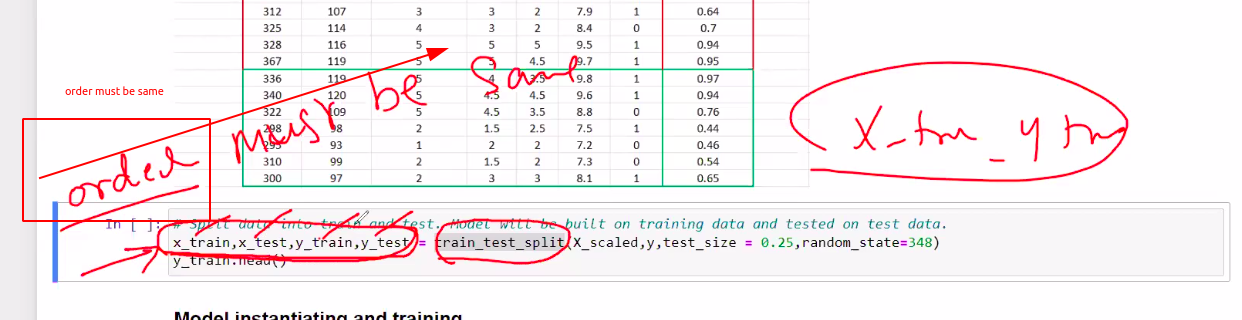 312 107 3 3 2 7.9 1 0.64
325 114 4 3 2 8.4 0 0.7
328 116 5 5 5 9.5 1 0.94
367 119 5 5 4.5 9.7 1 0.95
336 119 5 4 3.5 9.8 1 0.97
340 120 5 4.5 4.5 9.6 1 0.94
322 109 5 4.5 3.5 8.8 0 0.76
298 98 2 1.5 2.5 7.5 1 0.44
295 93 1 2 2 7.2 0 0.46
310 99 2 1.5 2 7.3 0 0.54
300 97 2 3 3 8.1 1 0.65
order must be same
order must be same
X_trn_y trn
In [ ]: # Split data into train and test. Model will be built on training data and tested on test data.
x_train,x_test,y_train,y_test = train_test_split(X_scaled,y,test_size = 0.25,random_state=348)
y_train.head()
Model instantiating and training